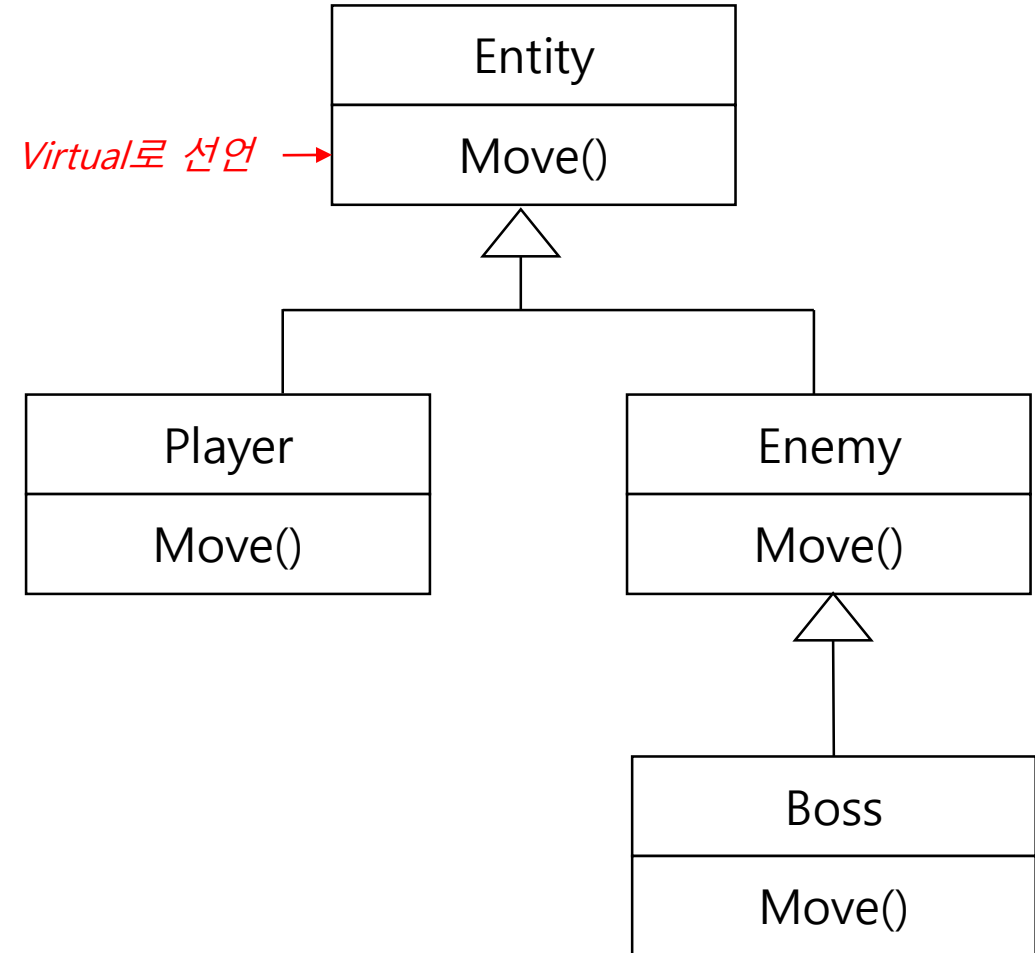 Entity
Virtual로 선언
Move()
Player
Enemy
Move()
Move()
Boss
Move()